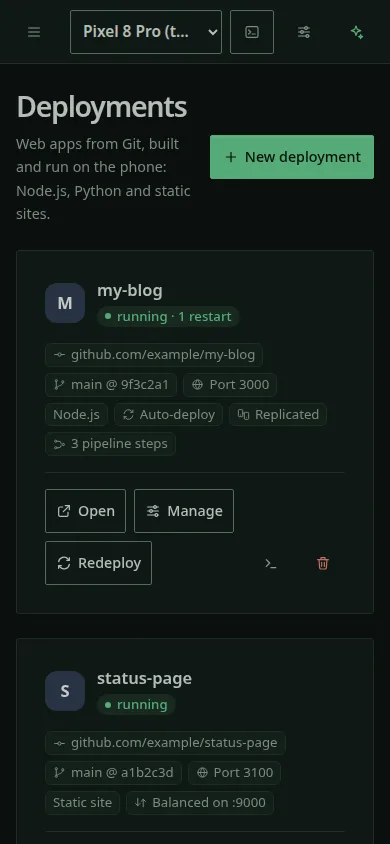 Pixel 8 Pro (t...
Deployments
Web apps from Git, built
and run on the phone:
Node.js, Python and static
sites.
New deployment
M
my-blog
running · 1 restart
github.com/example/my-blog
main @ 9f3c2a1
Port 3000
Node.js
Auto-deploy
Replicated
3 pipeline steps
Open
Manage
Redeploy
S
status-page
running
github.com/example/status-page
main @ a1b2c3d
Port 3100
Static site
Balanced on :9000